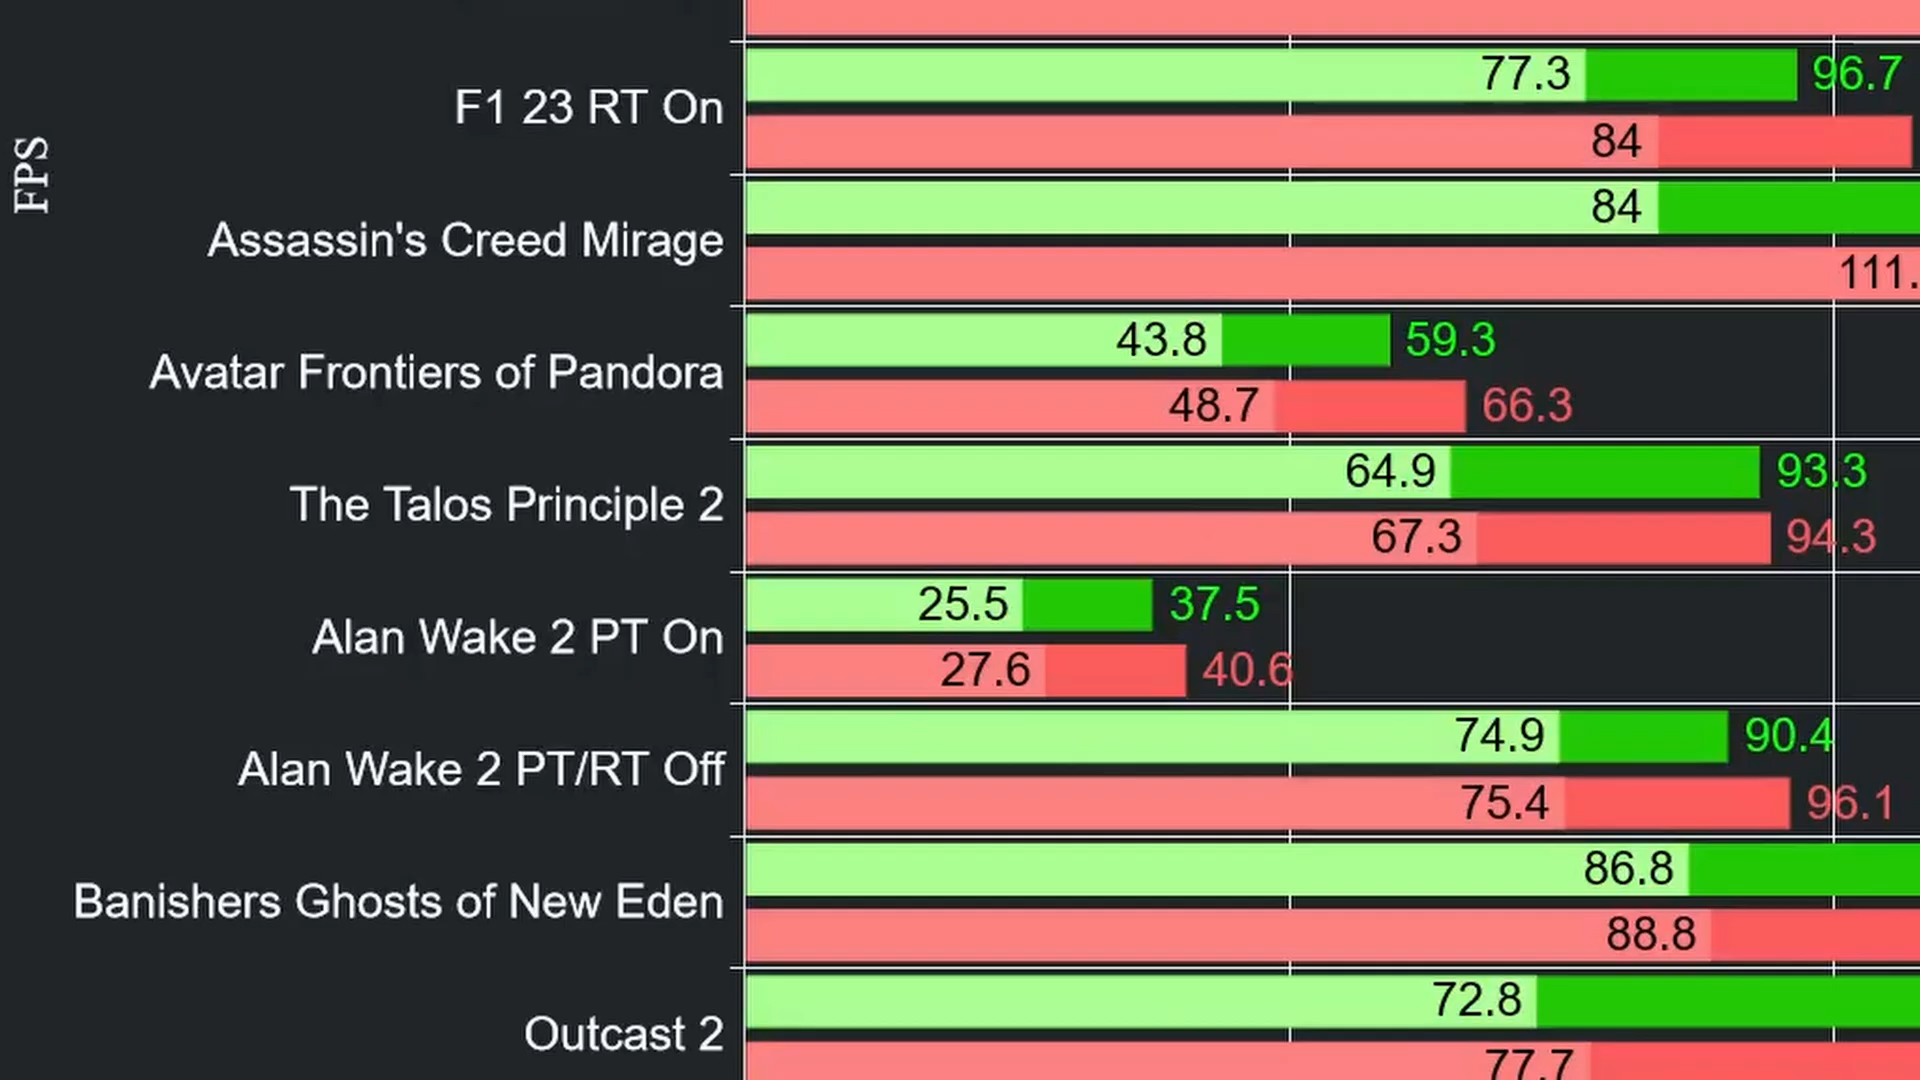 FPS
F1 23 RT On
77.3 96.7
84
Assassin's Creed Mirage
84
111.
Avatar Frontiers of Pandora
43.8 59.3
48.7 66.3
The Talos Principle 2
64.9 93.3
67.3 94.3
Alan Wake 2 PT On
25.5 37.5
27.6 40.6
Alan Wake 2 PT/RT Off
74.9 90.4
75.4 96.1
Banishers Ghosts of New Eden
86.8
88.8
Outcast 2
72.8
77.7